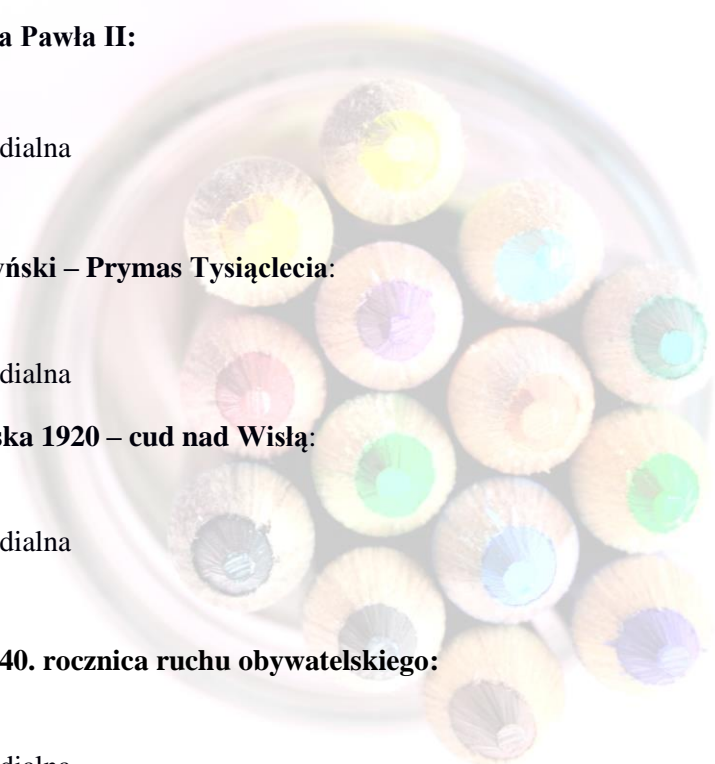 a Pawła II:
dialna
yński – Prymas Tysiąclecia:
dialna
ska 1920 – cud nad Wisłą:
dialna
40. rocznica ruchu obywatelskiego:
dialna